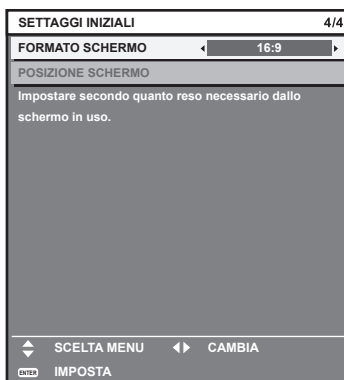 SETTAGGI INIZIALI 4/4
FORMATO SCHERMO 16:9
POSIZIONE SCHERMO
Impostare secondo quanto reso necessario dallo
schermo in uso.
SCELTA MENU CAMBIA
ENTER IMPOSTA